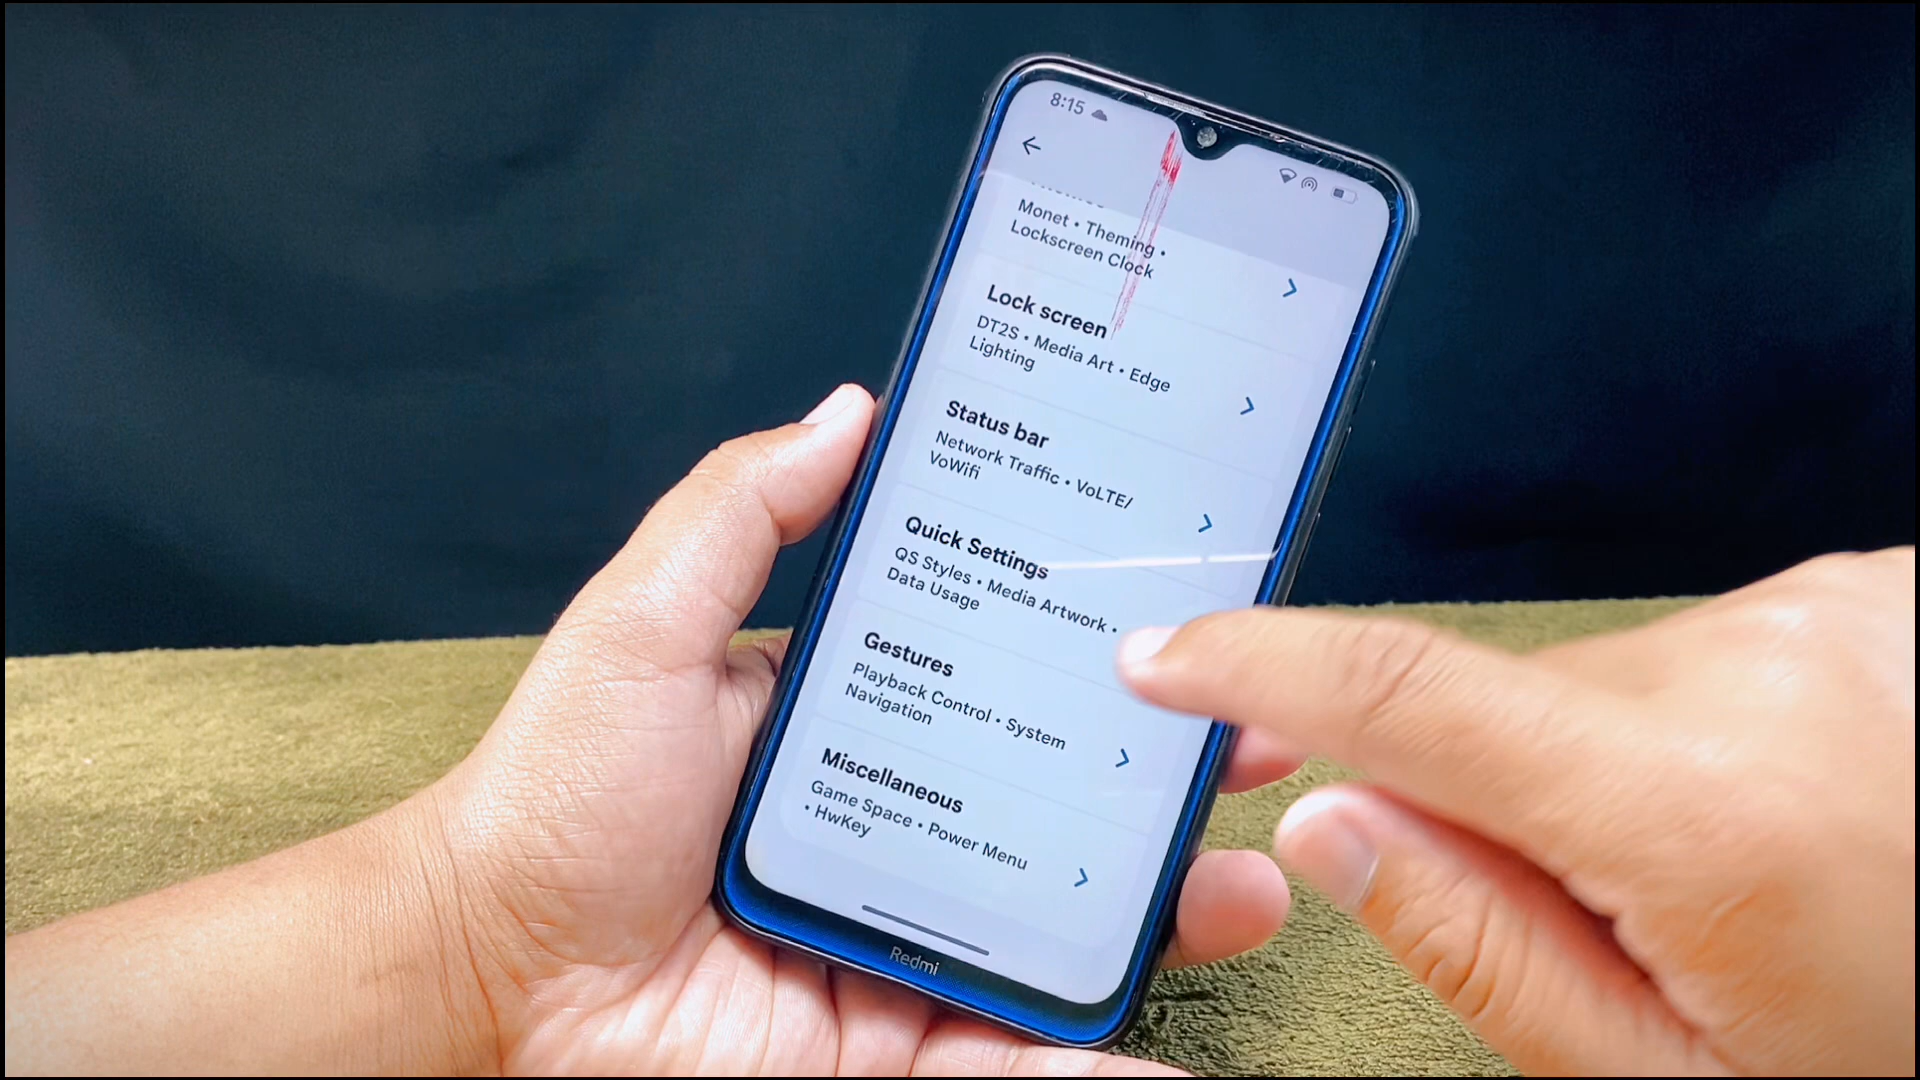 8:15
Monet • Theming •
Lockscreen Clock
Lock screen
DT2S • Media Art • Edge
Lighting
Status bar
Network Traffic • VoLTE/
VoWifi
Quick Settings
QS Styles • Media Artwork •
Data Usage
Gestures
Playback Control • System
Navigation
Miscellaneous
Game Space • Power Menu
• HwKey
Redmi